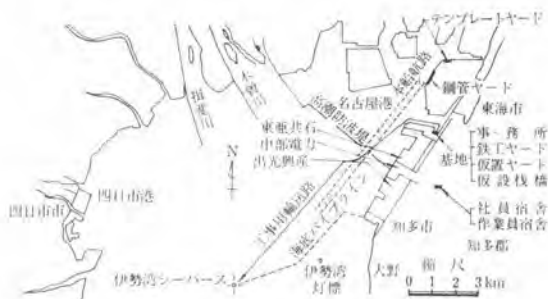 テンプレートヤード
本船航路
鋼管ヤード
東海市
名古屋港
高潮防波堤
木曽川
揖斐川
東亜共石
中部電力
出光興産
基地
事務所
鉄工ヤード
仮置ヤード
仮設桟橋
社員宿舎
作業員宿舎
N
工事用輸送路
海底パイプライン
四日市港
四日市市
知多市
知多郡
大野
伊勢湾シーバース
伊勢湾
灯標
縮尺
0 1 2 3km